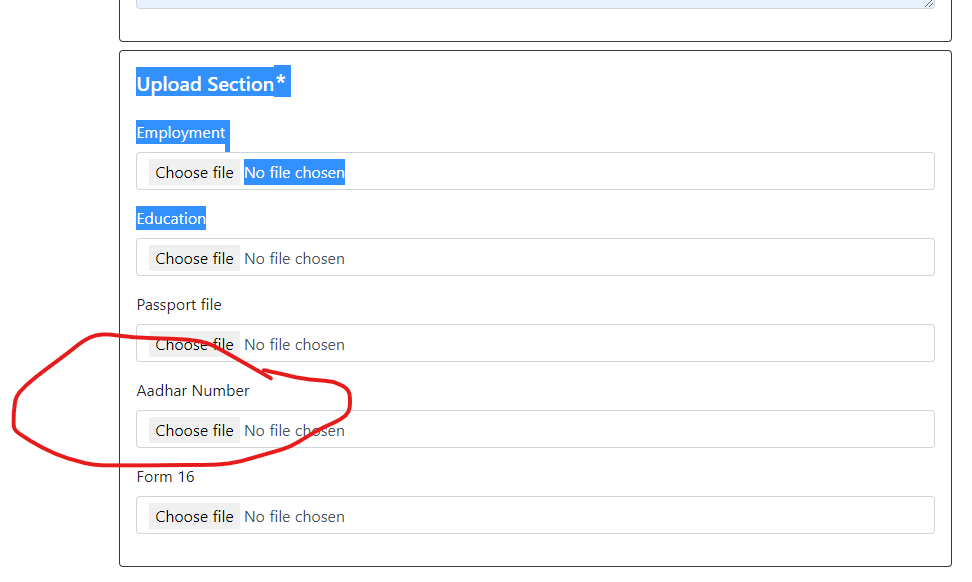 Upload Section*
Employment
Choose file No file chosen
Education
Choose file No file chosen
Passport file
Choose file No file chosen
Aadhar Number
Choose file No file chosen
Form 16
Choose file No file chosen